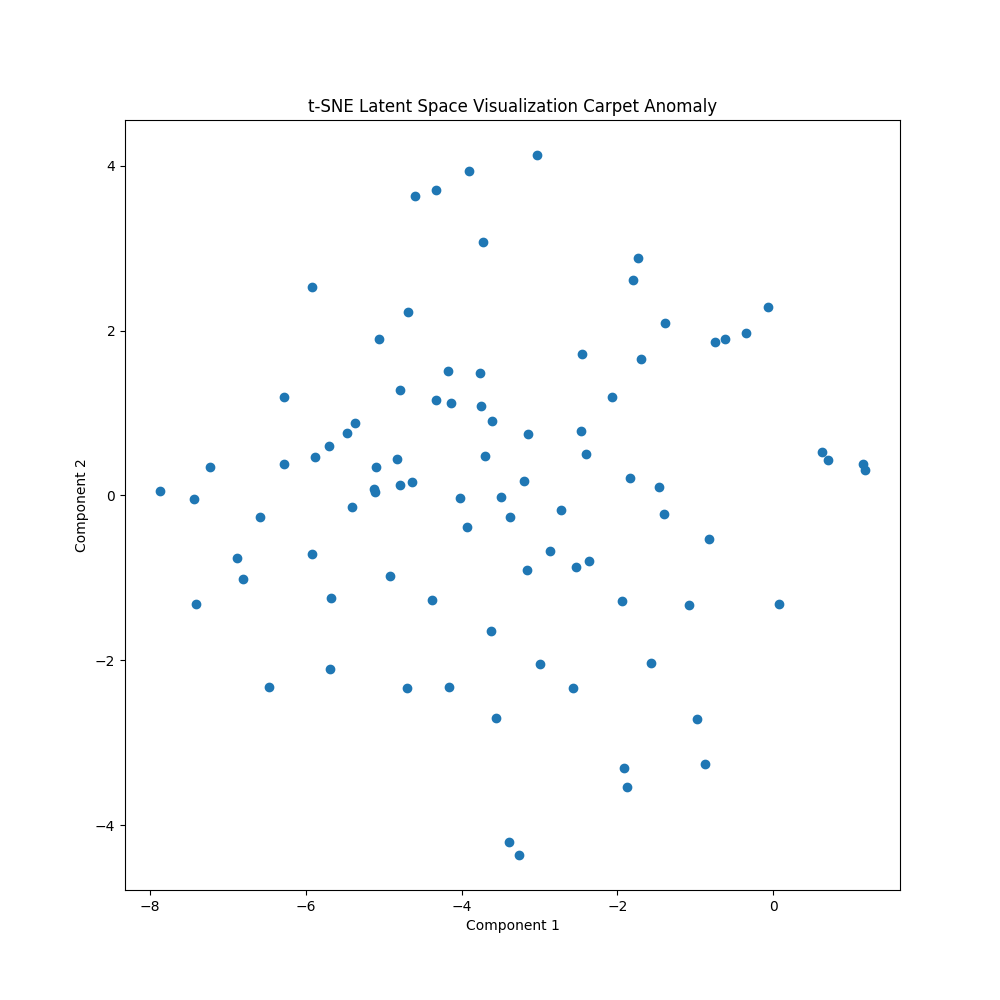 t-SNE Latent Space Visualization Carpet Anomaly
4
2
0
−2
−4
Component 2
−8 −6 −4 −2 0
Component 1